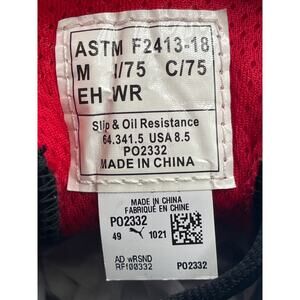 ASTM F2413-18
M I/75 C/75
EH WR
Slip & Oil Resistance
64.341.5 USA 8.5
PO2332
MADE IN CHINA
MADE IN CHINA
FABRIQUÉ EN CHINE
PO2332
49 1021
AD wRSND
RF100332 PO2332